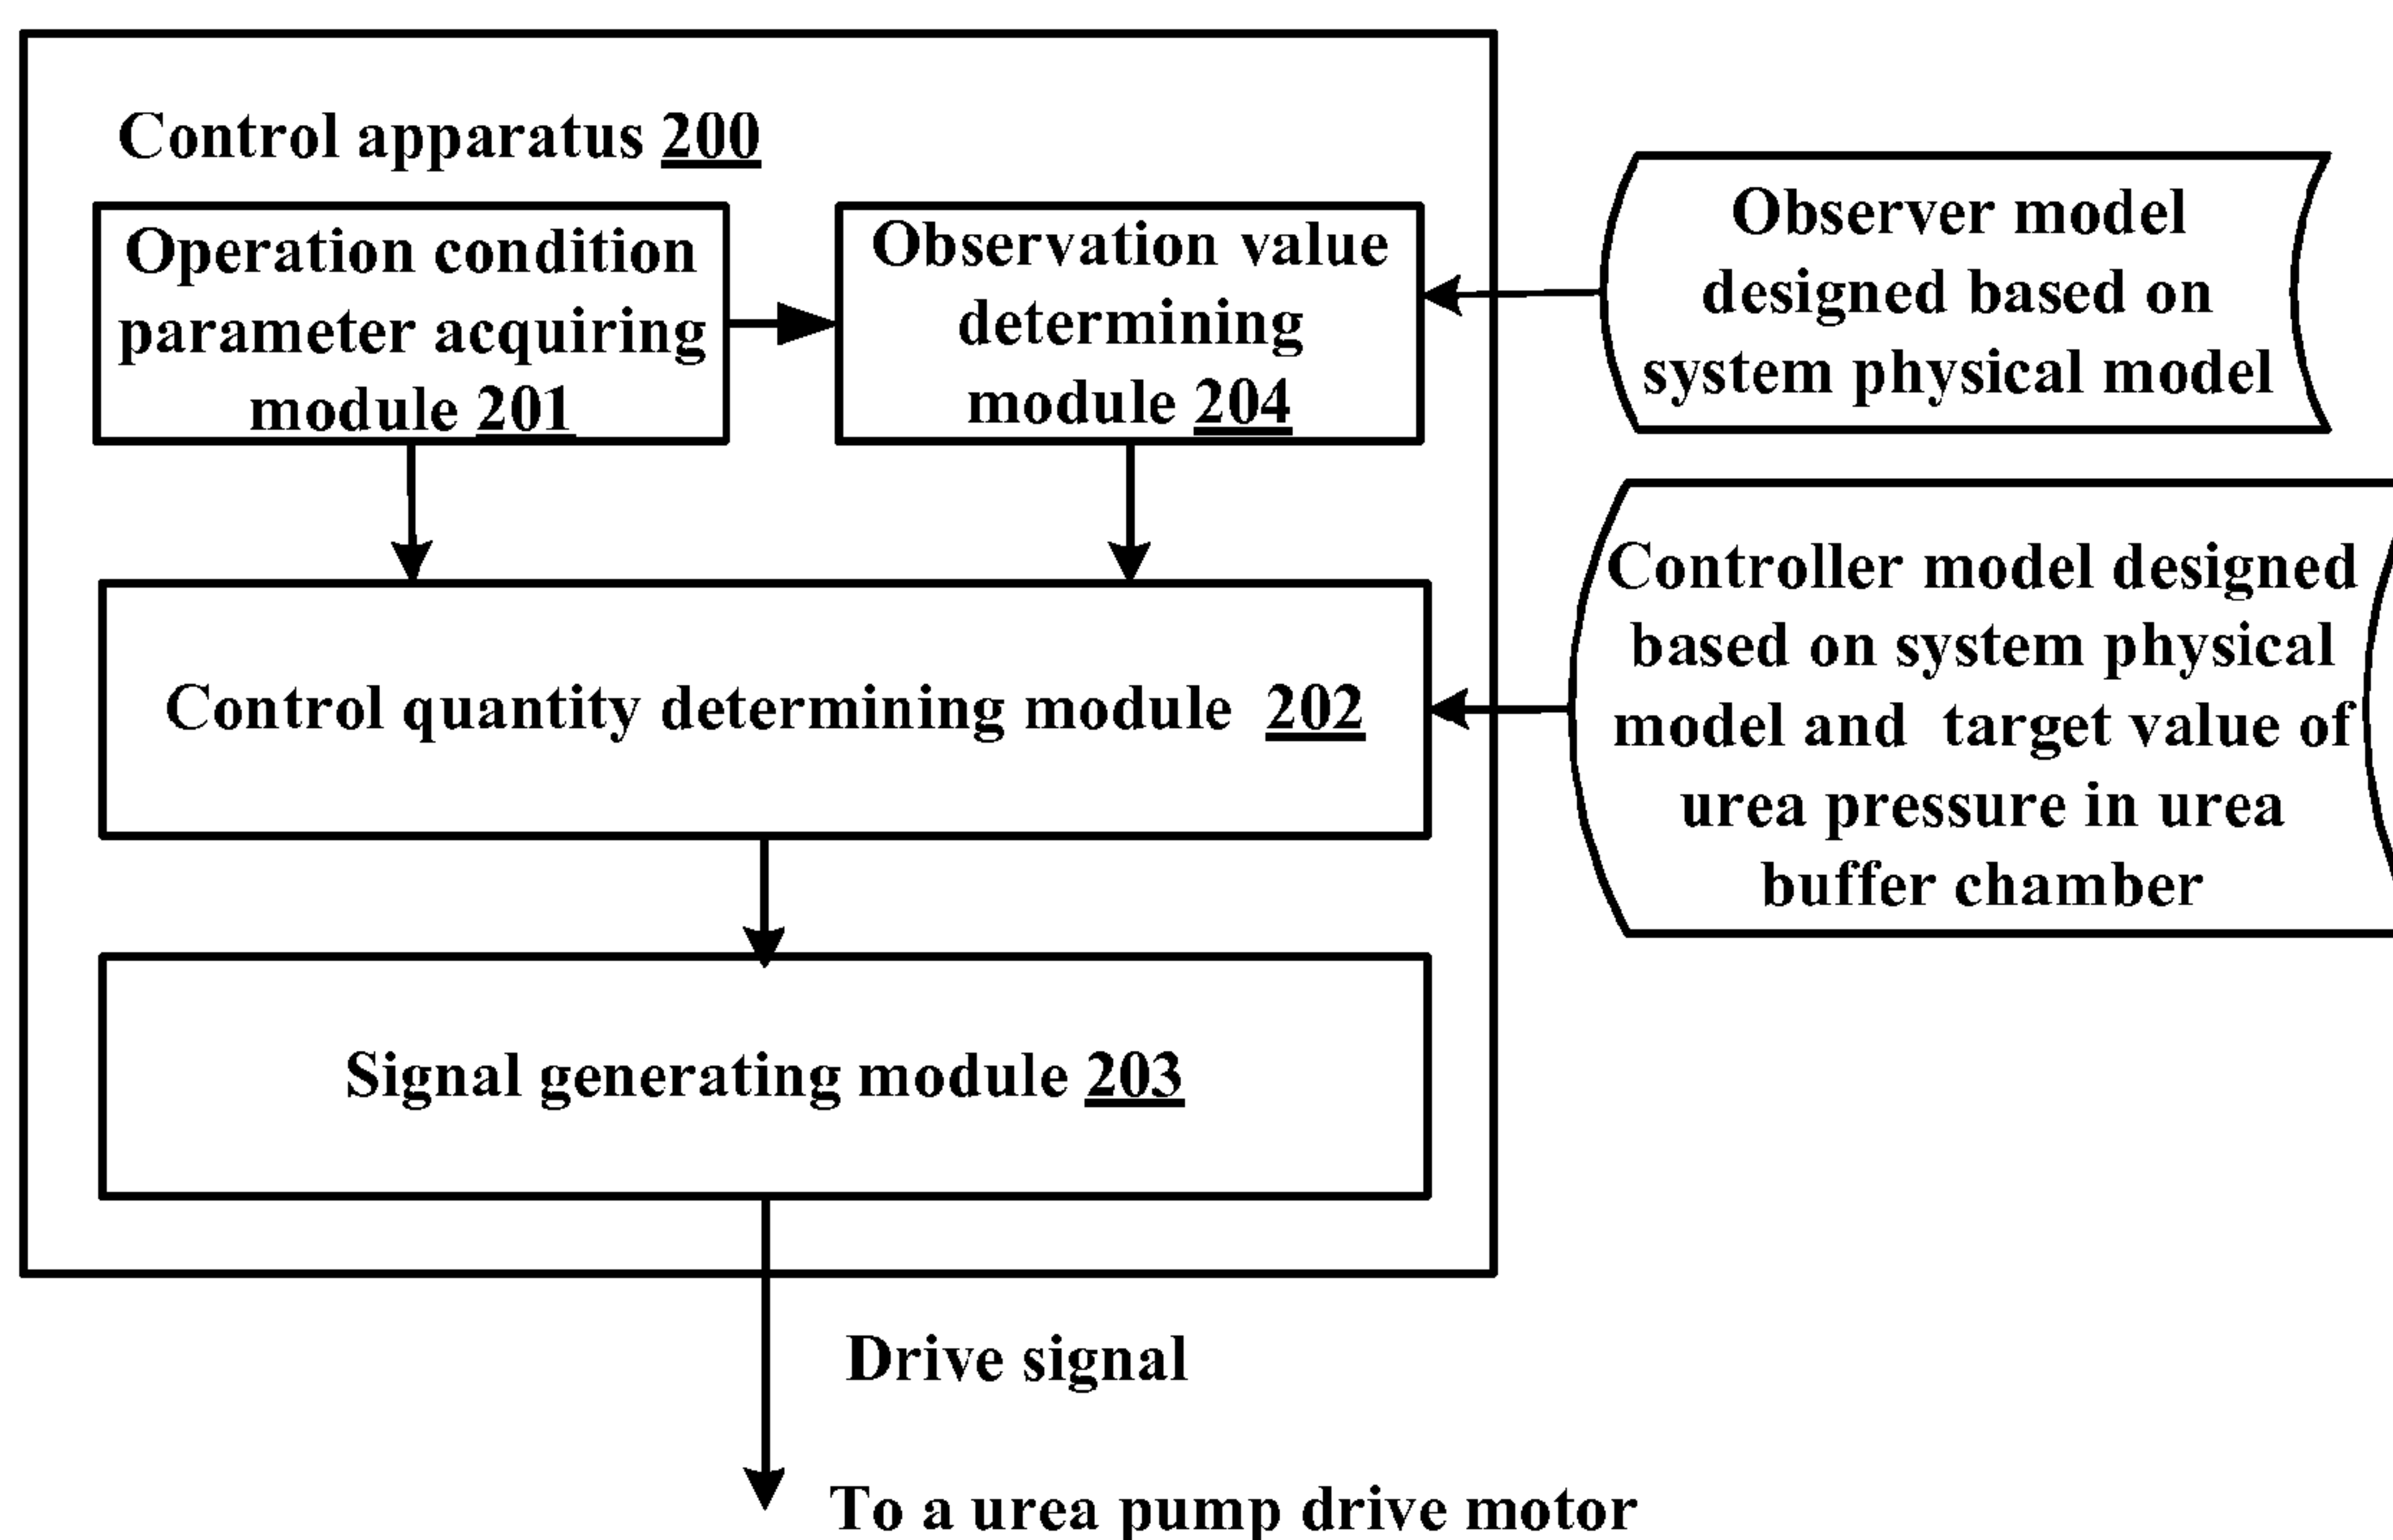 Control apparatus 200
Operation condition
parameter acquiring
module 201
Observation value
determining
module 204
Observer model
designed based on
system physical model
Control quantity determining module 202
Controller model designed
based on system physical
model and target value of
urea pressure in urea
buffer chamber
Signal generating module 203
Drive signal
To a urea pump drive motor